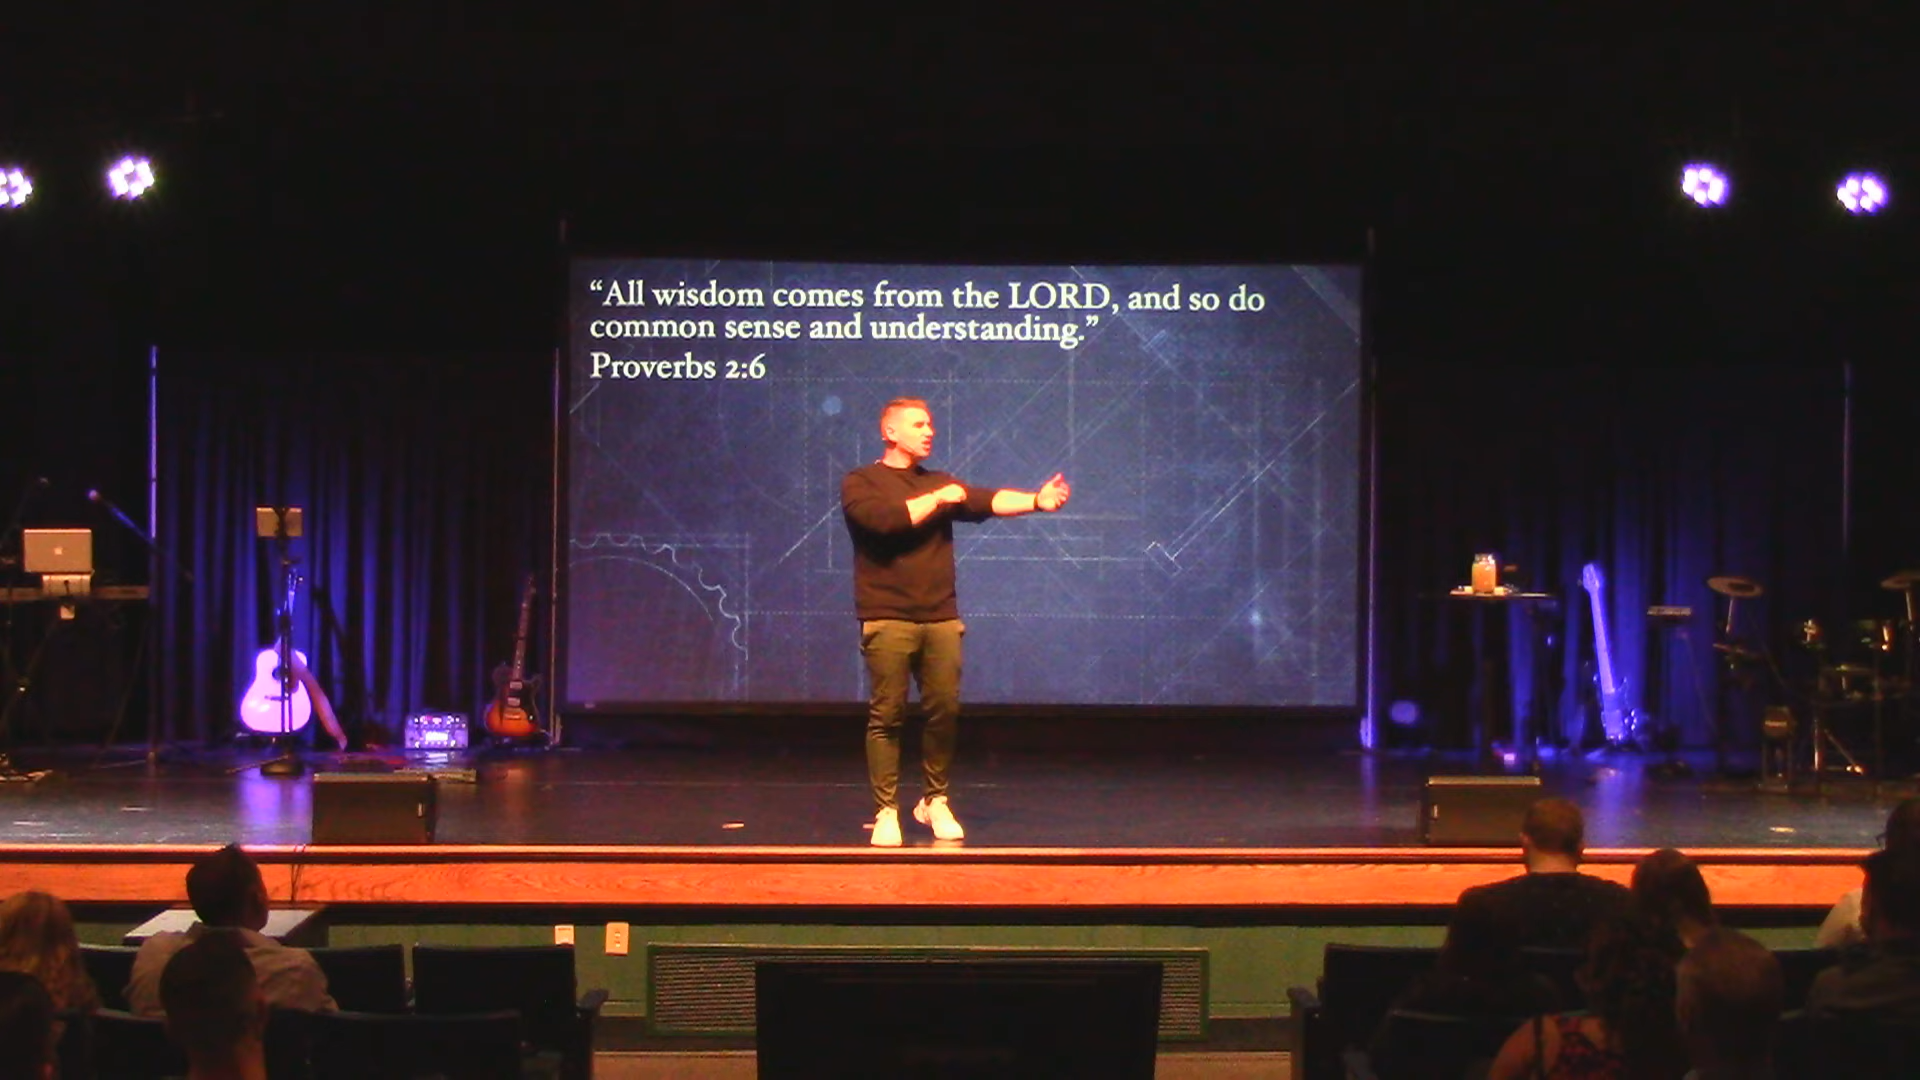 “All wisdom comes from the LORD, and so do
common sense and understanding.”
Proverbs 2:6